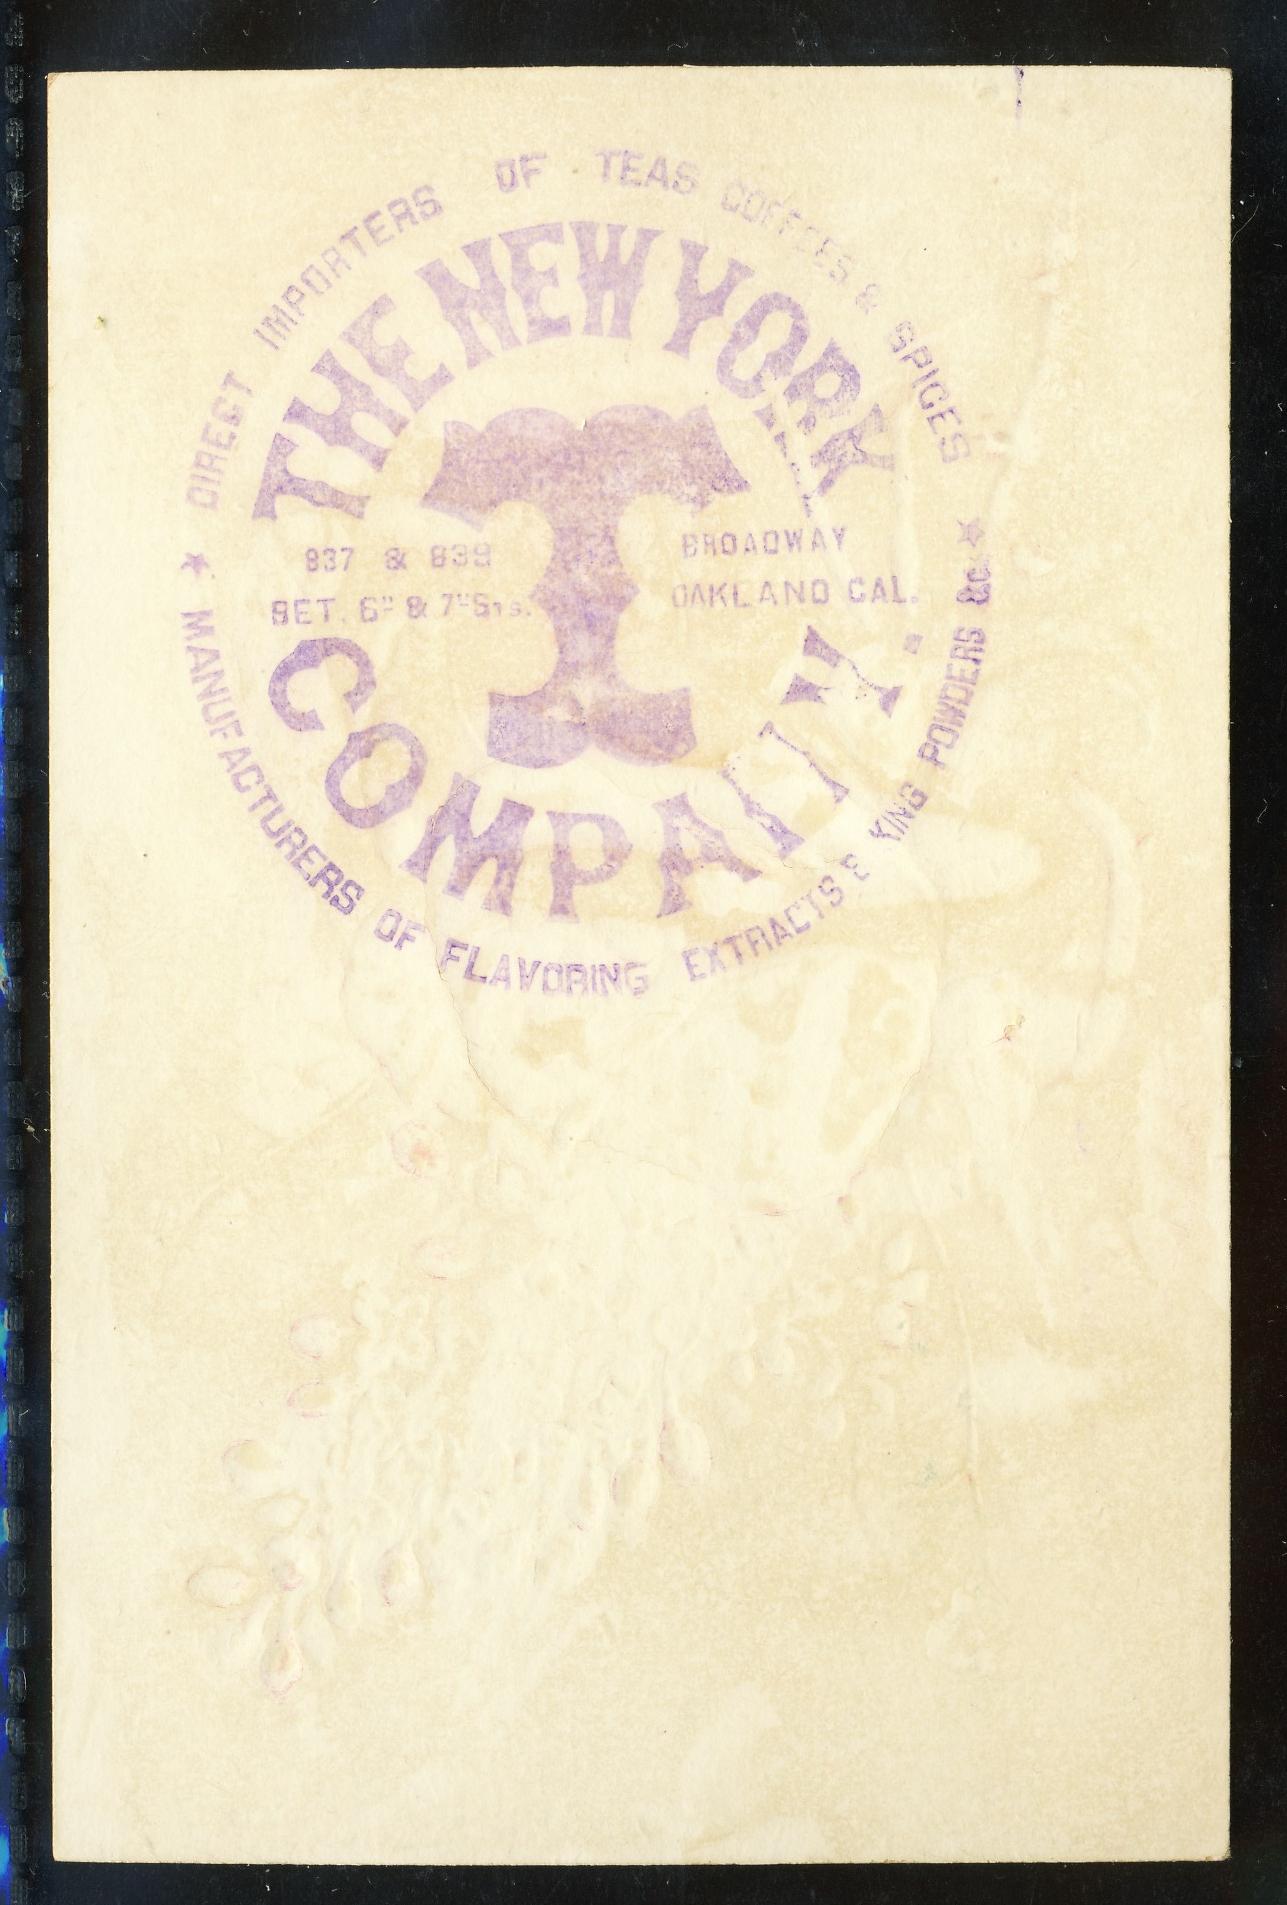 DIRECT IMPORTERS OF TEAS COFFEES & SPICES
THE NEW YORK
T
837 & 839 BROADWAY
BET. 6TH & 7TH STS. OAKLAND CAL.
COMPANY.
MANUFACTURERS OF FLAVORING EXTRACTS & KING POWDERS &C.